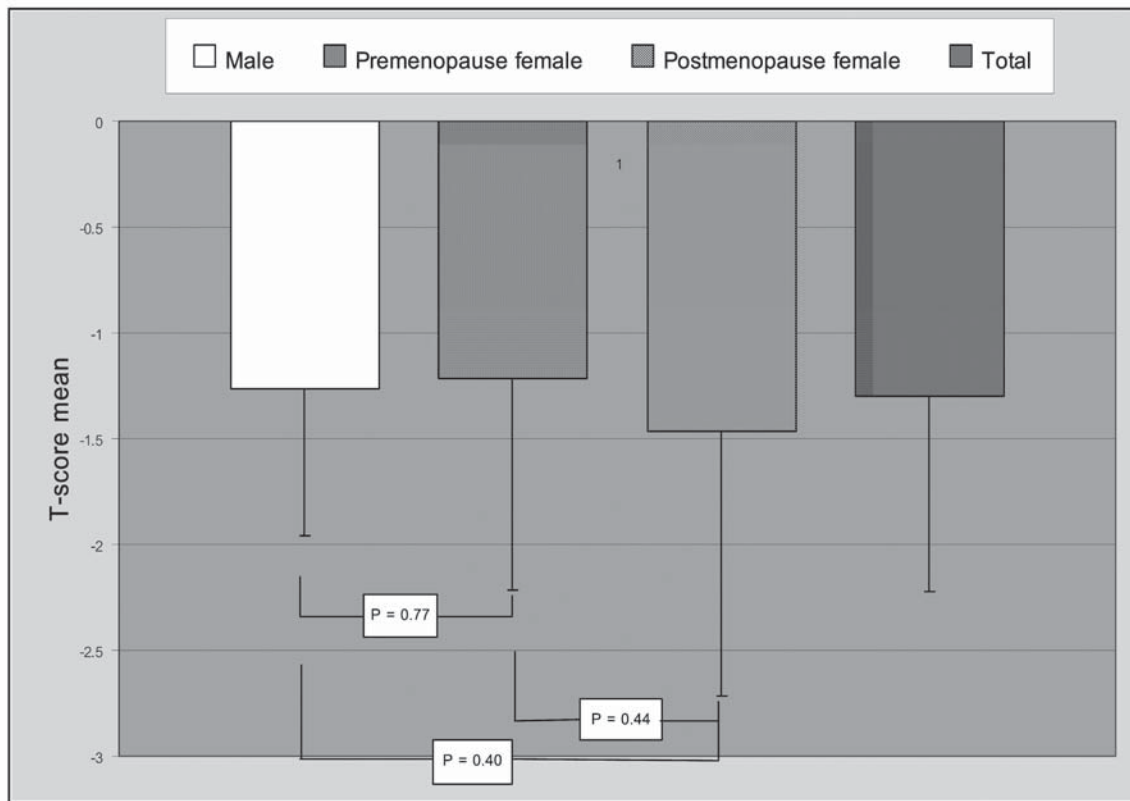 Male Premenopause female Postmenopause female Total
0
1
-0.5
-1
T-score mean
-1.5
-2
P = 0.77
-2.5
P = 0.44
P = 0.40
-3